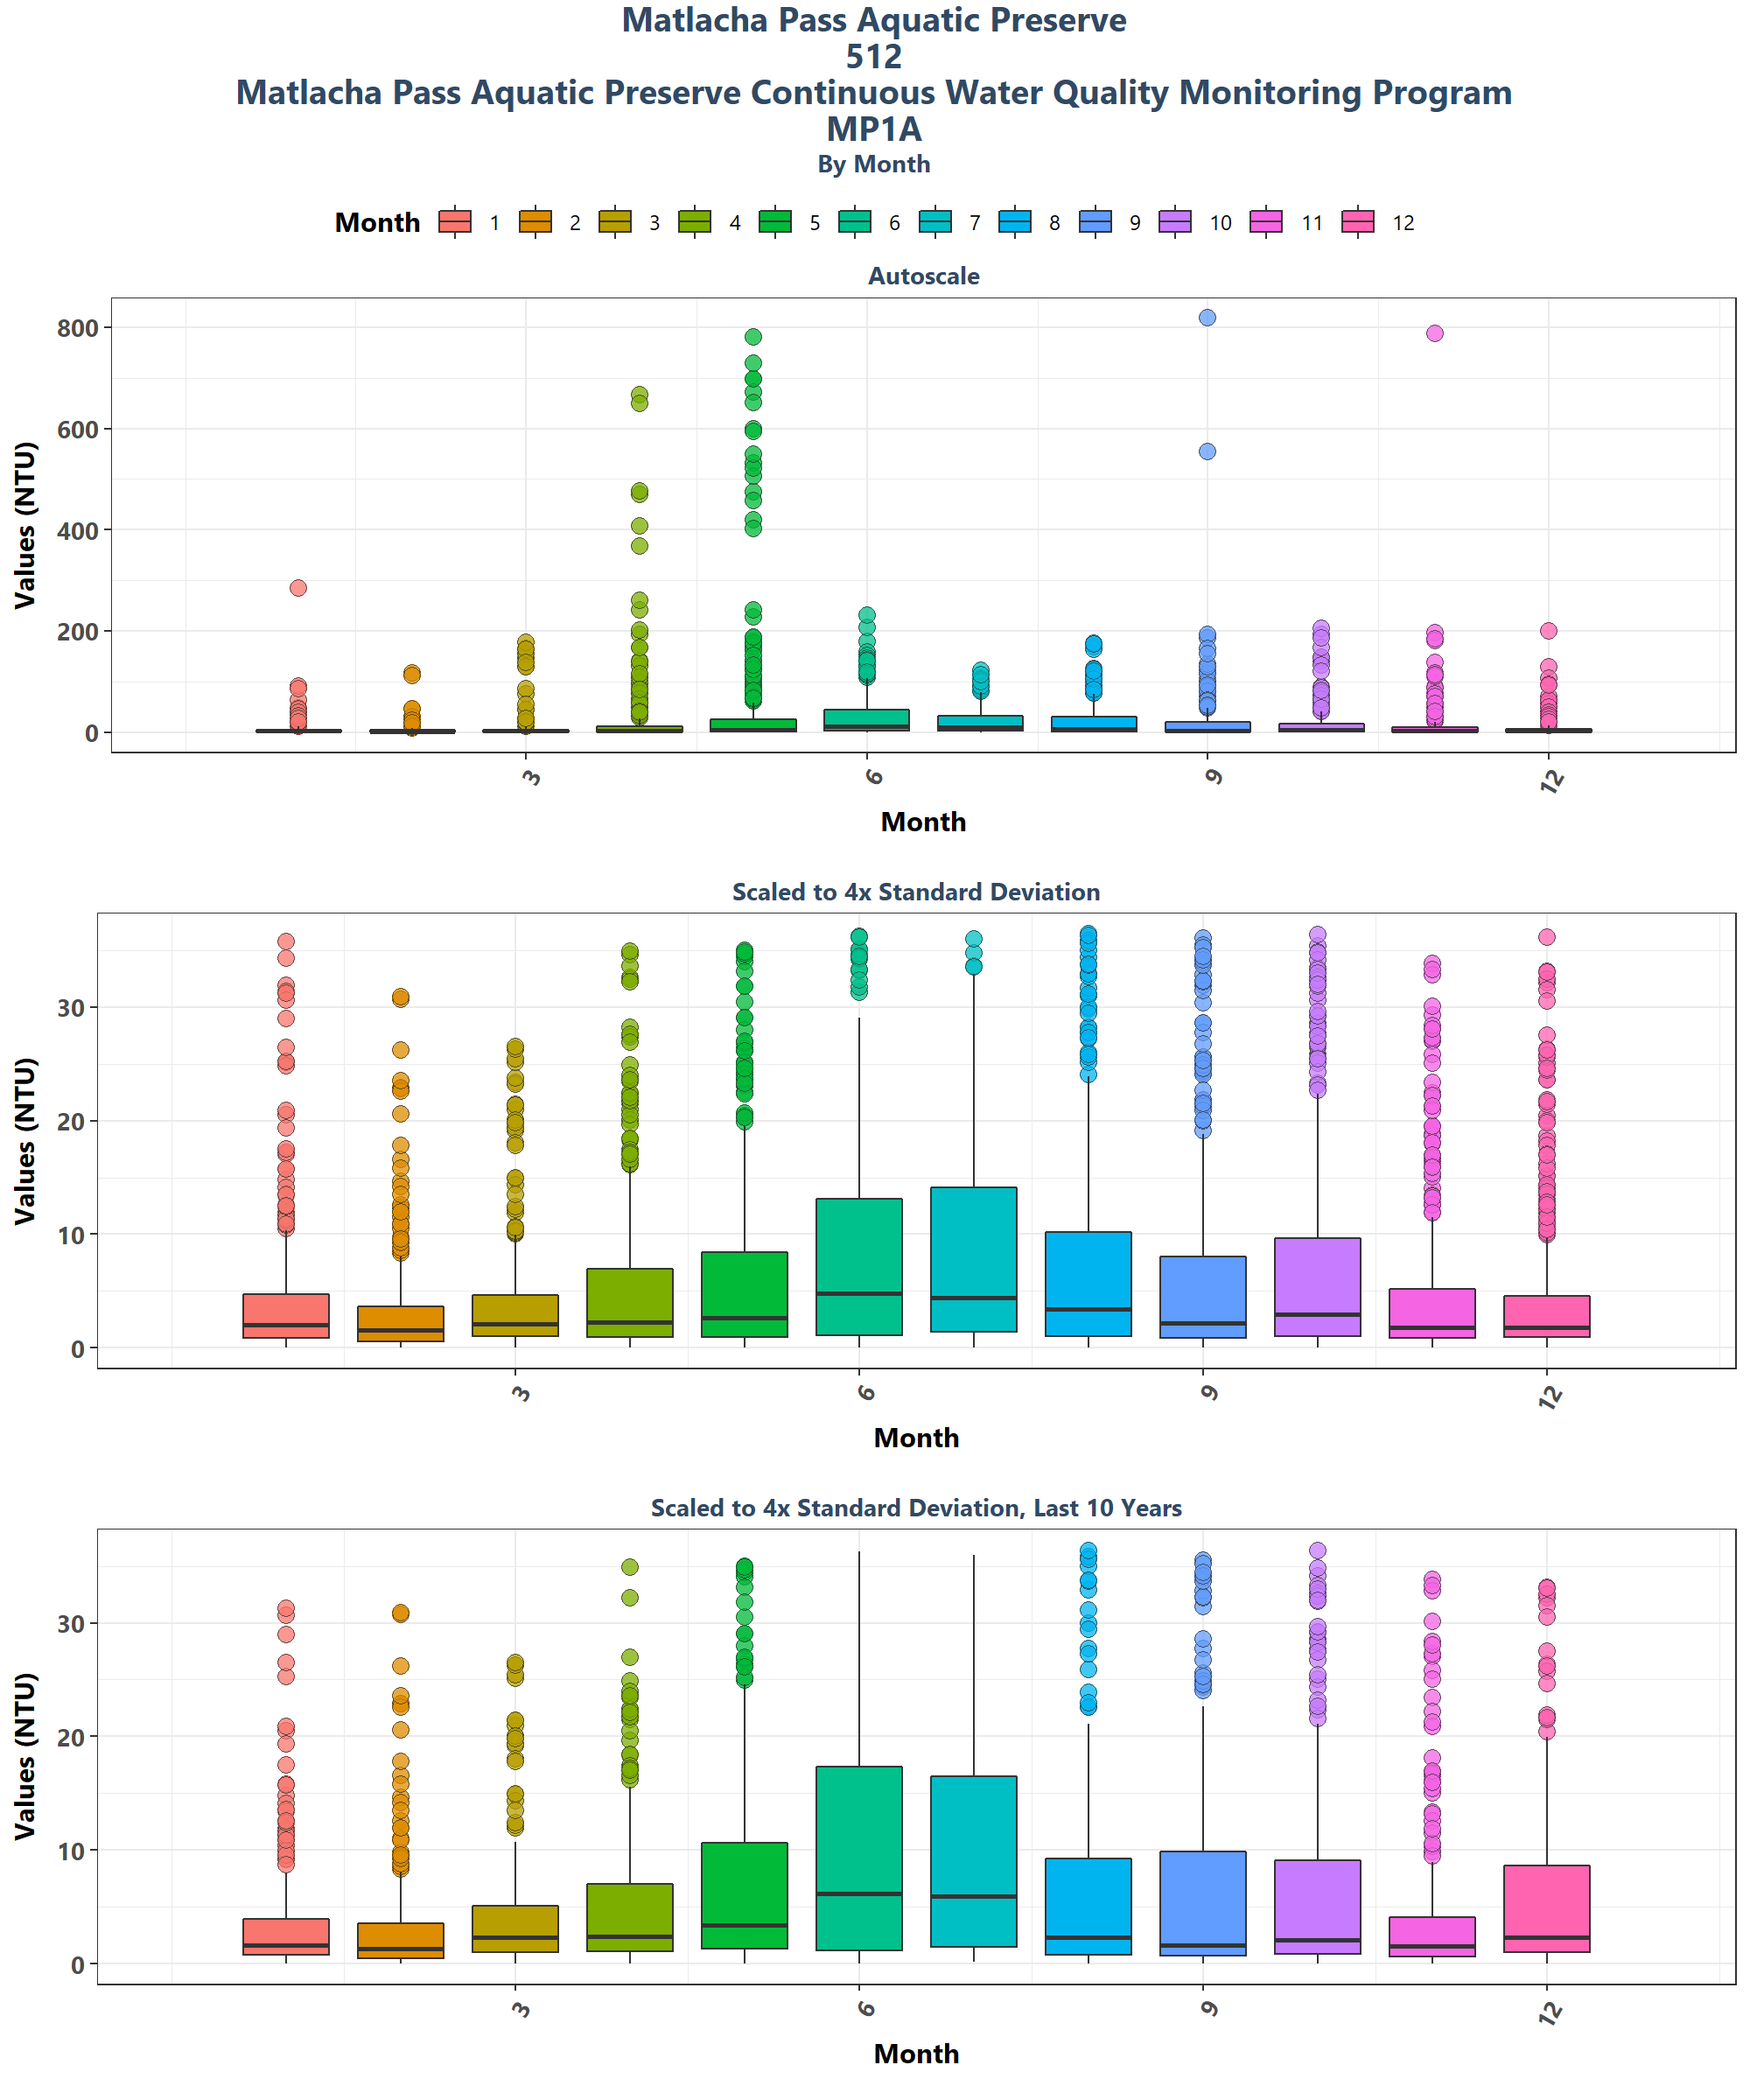 Matlacha Pass Aquatic Preserve
512
Matlacha Pass Aquatic Preserve Continuous Water Quality Monitoring Program
MP1A
By Month
Month 1 2 3 4 5 6 7 8 9 10 11 12
Autoscale
Values (NTU)
800
600
400
200
0
3 6 9 12
Month
Scaled to 4x Standard Deviation
Values (NTU)
30
20
10
0
3 6 9 12
Month
Scaled to 4x Standard Deviation, Last 10 Years
Values (NTU)
30
20
10
0
3 6 9 12
Month